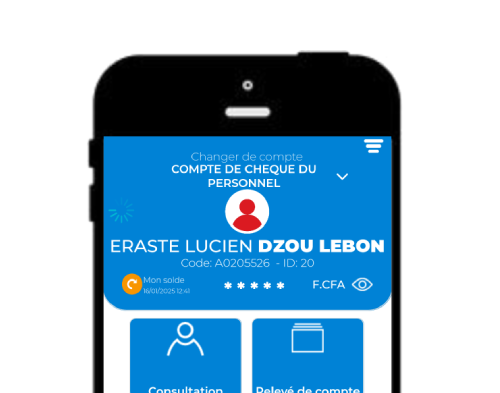 Changer de compte
COMPTE DE CHEQUE DU
PERSONNEL
ERASTE LUCIEN DZOU LEBON
Code: A0205526 - ID: 20
Mon solde
16/01/2025 12:41
* * * * * F.CFA
Consultation Relevé de compte